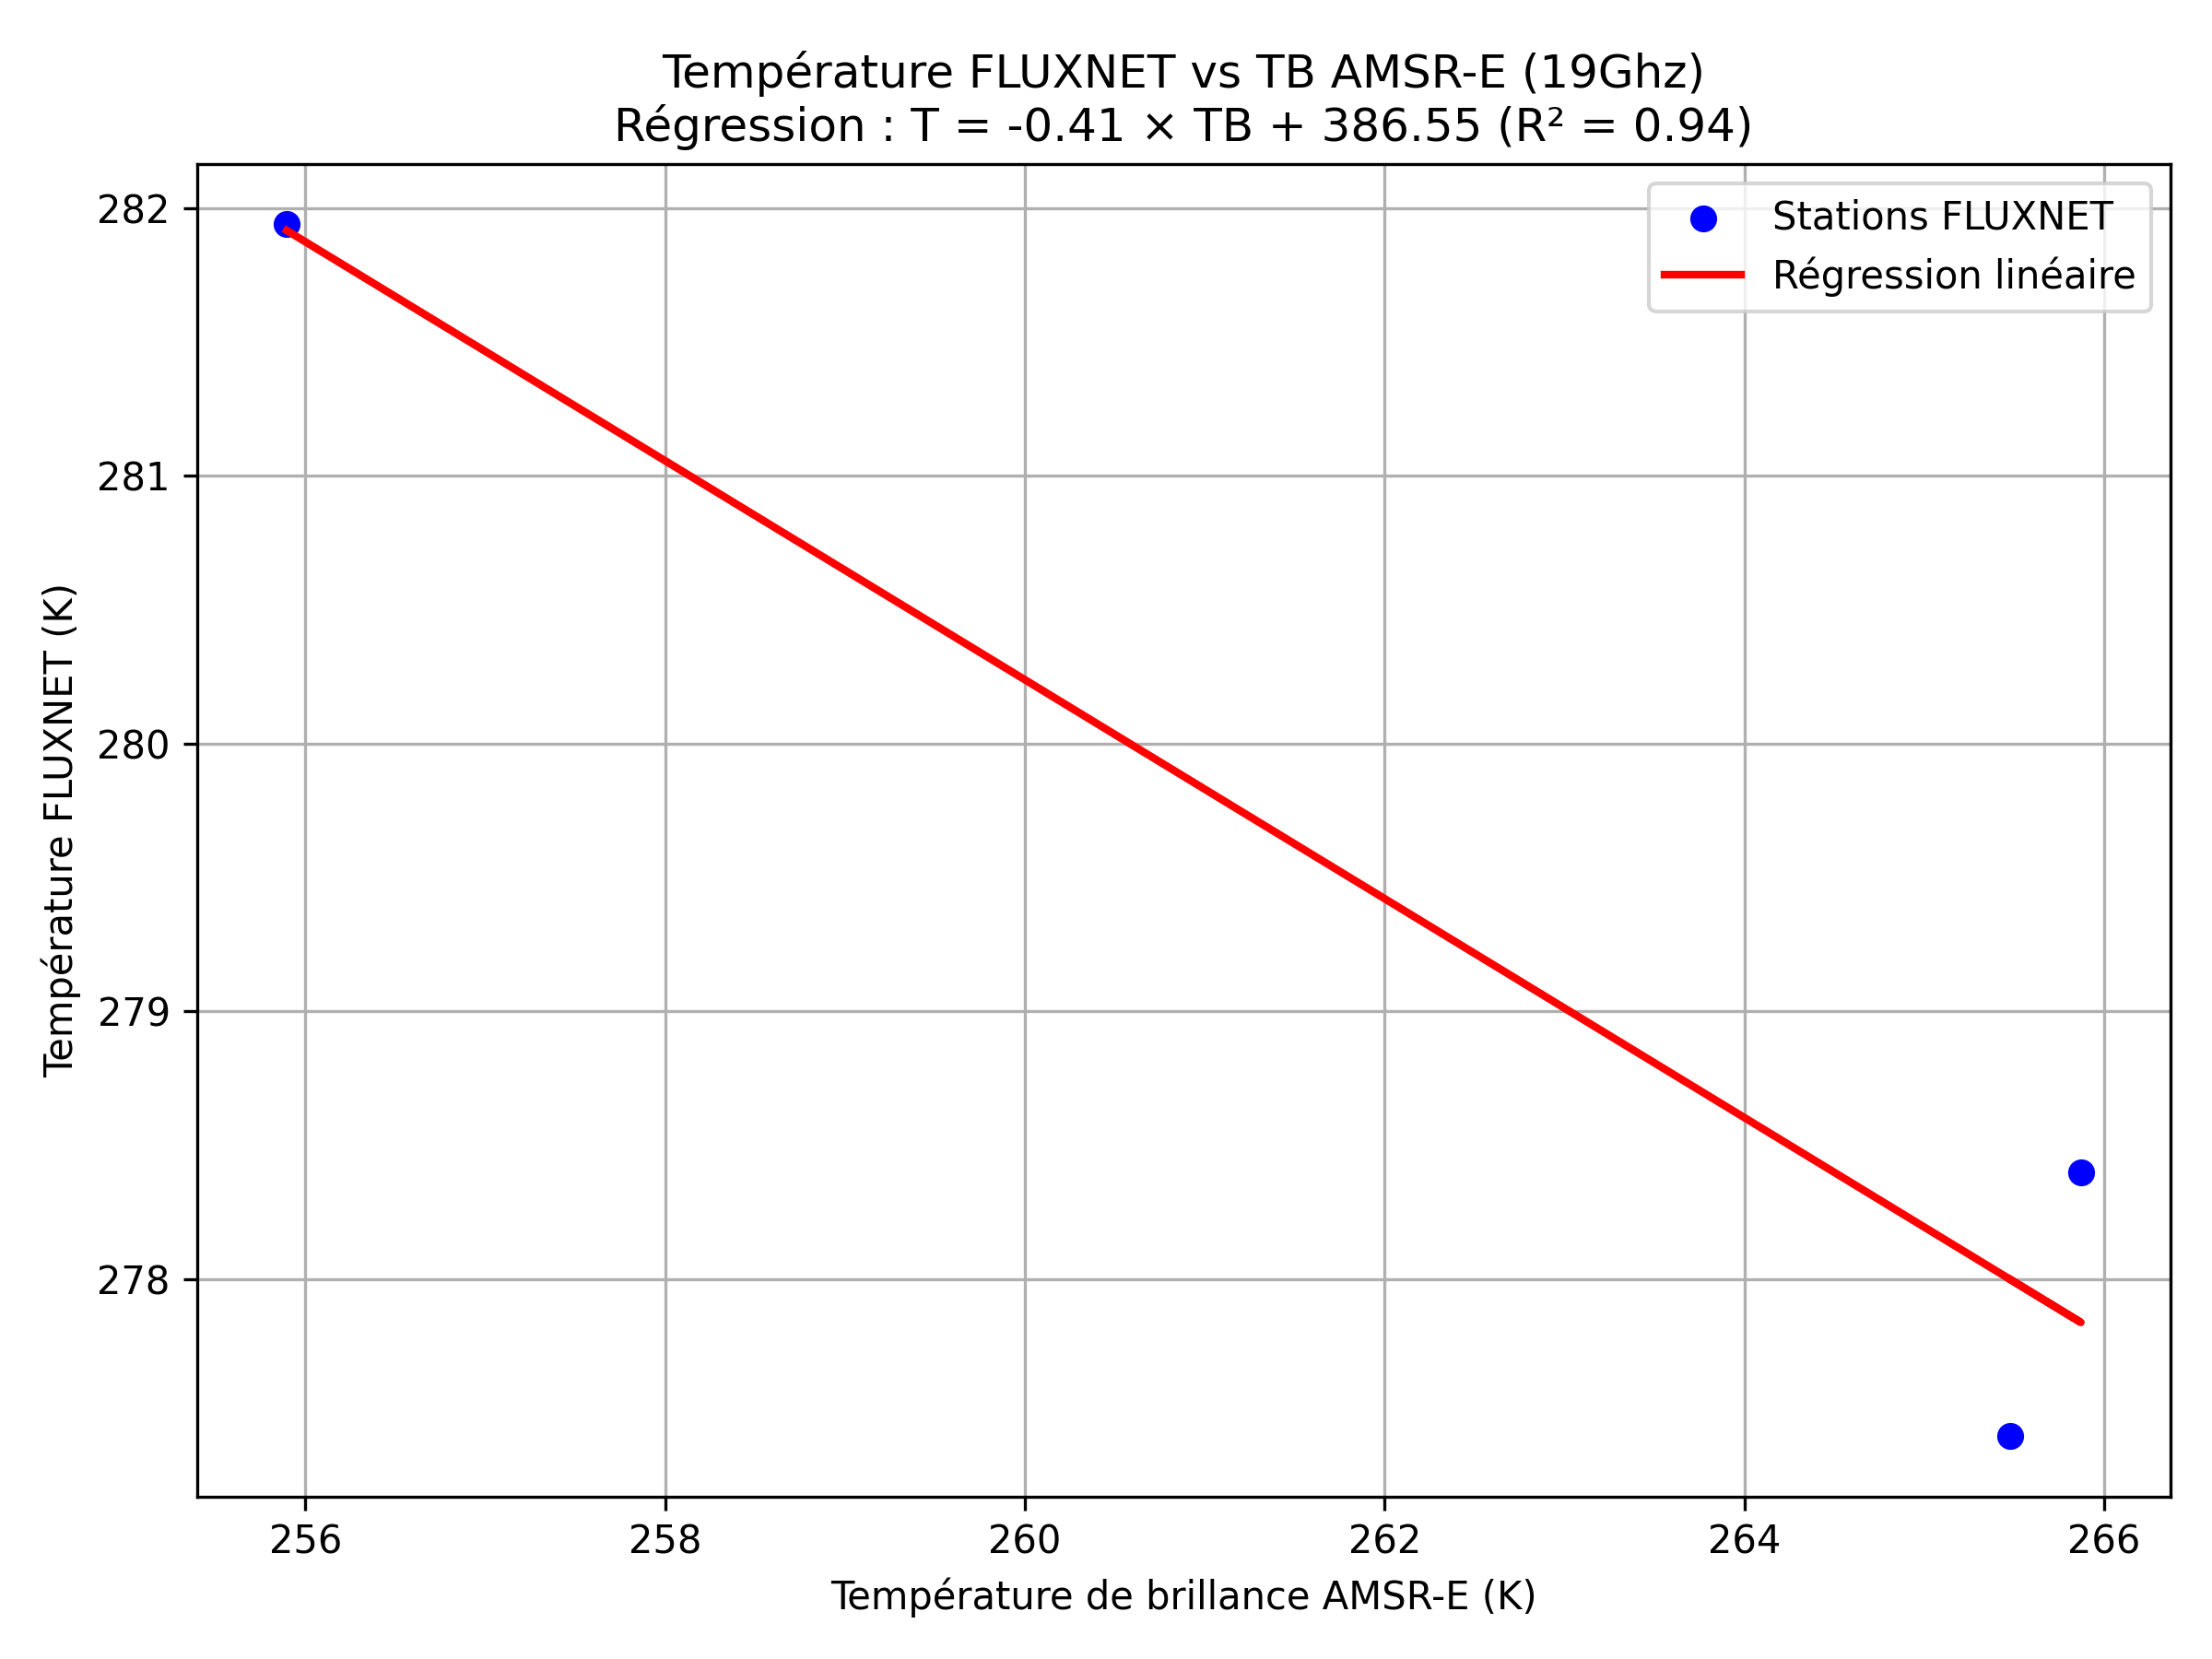 Température FLUXNET vs TB AMSR-E (19Ghz)
Régression : T = -0.41 × TB + 386.55 (R² = 0.94)
Stations FLUXNET
Régression linéaire
282
281
280
279
278
Température FLUXNET (K)
256 258 260 262 264 266
Température de brillance AMSR-E (K)